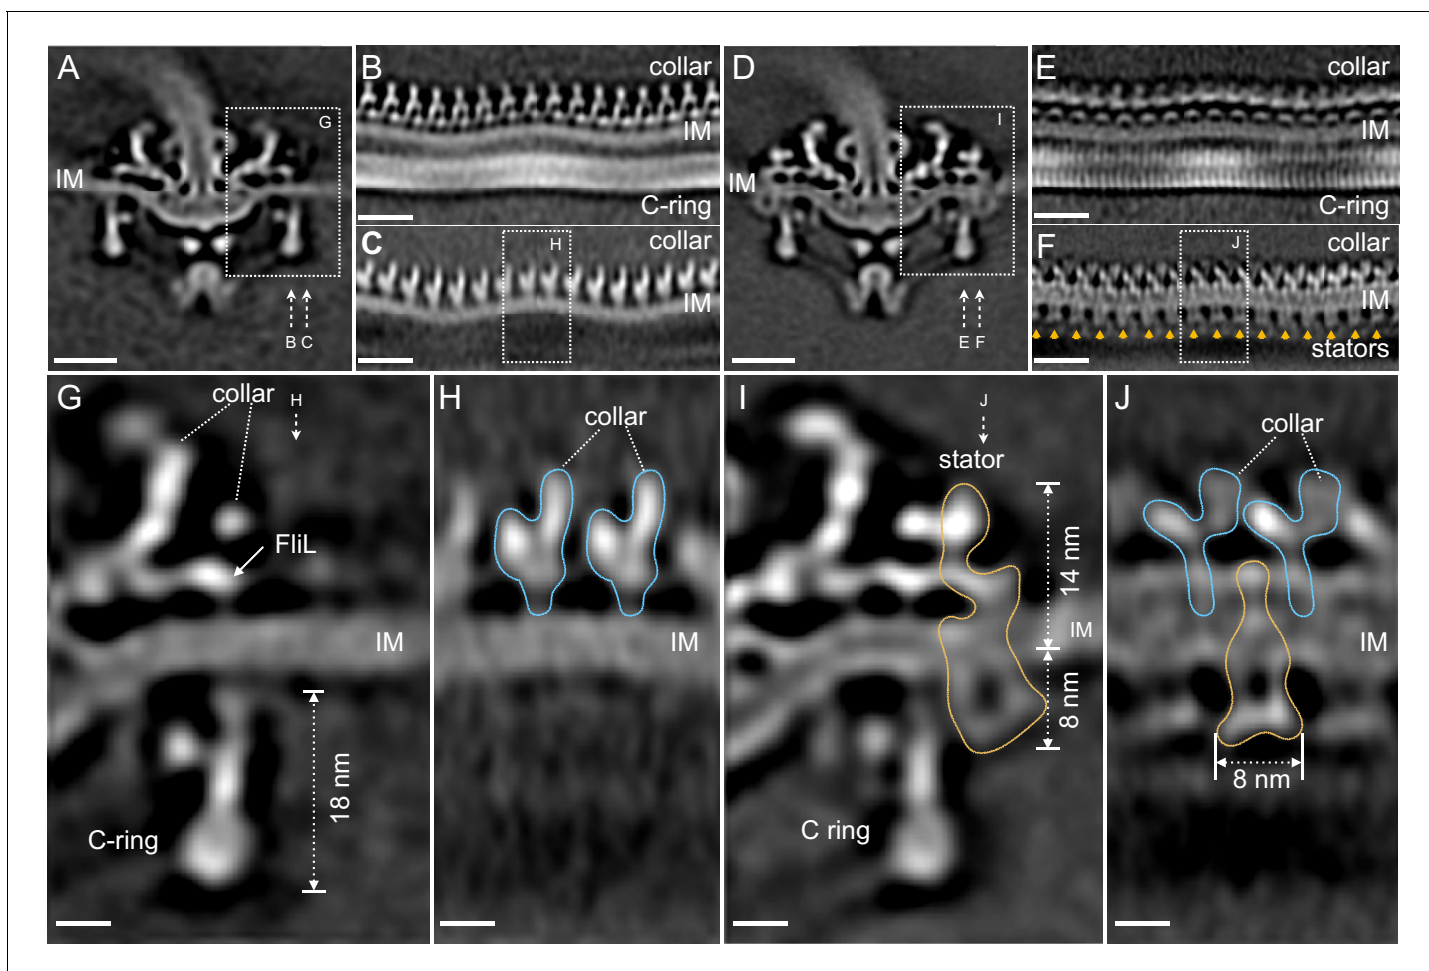 A
G
IM
B C
B
collar
IM
C-ring
C
H
collar
IM
D
I
IM
E F
E
collar
IM
C-ring
F
J
collar
IM
stators
G
collar
H
FliL
IM
18 nm
C-ring
H
collar
IM
I
J
stator
14 nm
IM
8 nm
C ring
J
collar
IM
8 nm